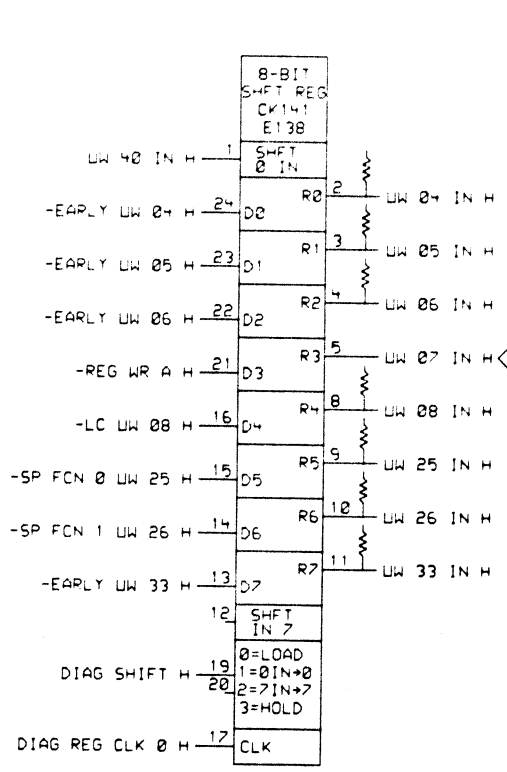 8-BIT
SHFT REG
CK141
E138
UW 40 IN H 1 SHFT
0 IN
-EARLY UW 04 H 24 D0 R0 2 UW 04 IN H
-EARLY UW 05 H 23 D1 R1 3 UW 05 IN H
-EARLY UW 06 H 22 D2 R2 4 UW 06 IN H
-REG WR A H 21 D3 R3 5 UW 07 IN H
-LC UW 08 H 16 D4 R4 8 UW 08 IN H
-SP FCN 0 UW 25 H 15 D5 R5 9 UW 25 IN H
-SP FCN 1 UW 26 H 14 D6 R6 10 UW 26 IN H
-EARLY UW 33 H 13 D7 R7 11 UW 33 IN H
12 SHFT
IN 7
0=LOAD
DIAG SHIFT H 19 1=0IN→0
20 2=7IN→7
3=HOLD
DIAG REG CLK 0 H 17 CLK